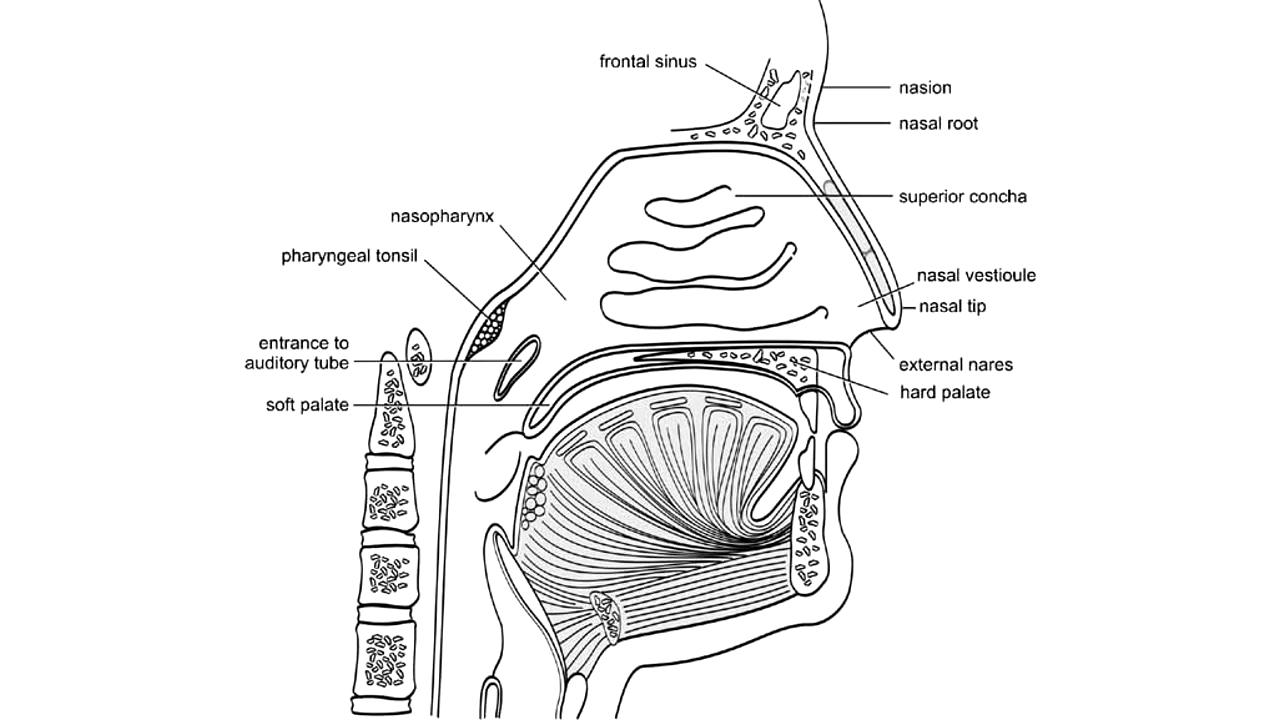 frontal sinus
nasion
nasal root
superior concha
nasopharynx
pharyngeal tonsil
nasal vestioule
nasal tip
entrance to
auditory tube
external nares
hard palate
soft palate